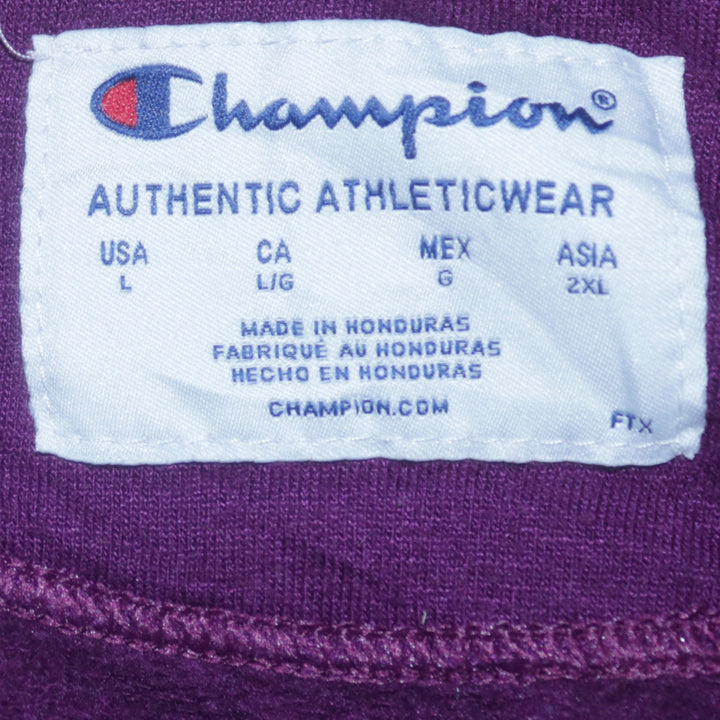 Champion®
AUTHENTIC ATHLETICWEAR
USA CA MEX ASIA
L L/G G 2XL
MADE IN HONDURAS
FABRIQUÉ AU HONDURAS
HECHO EN HONDURAS
CHAMPION.COM
FTX